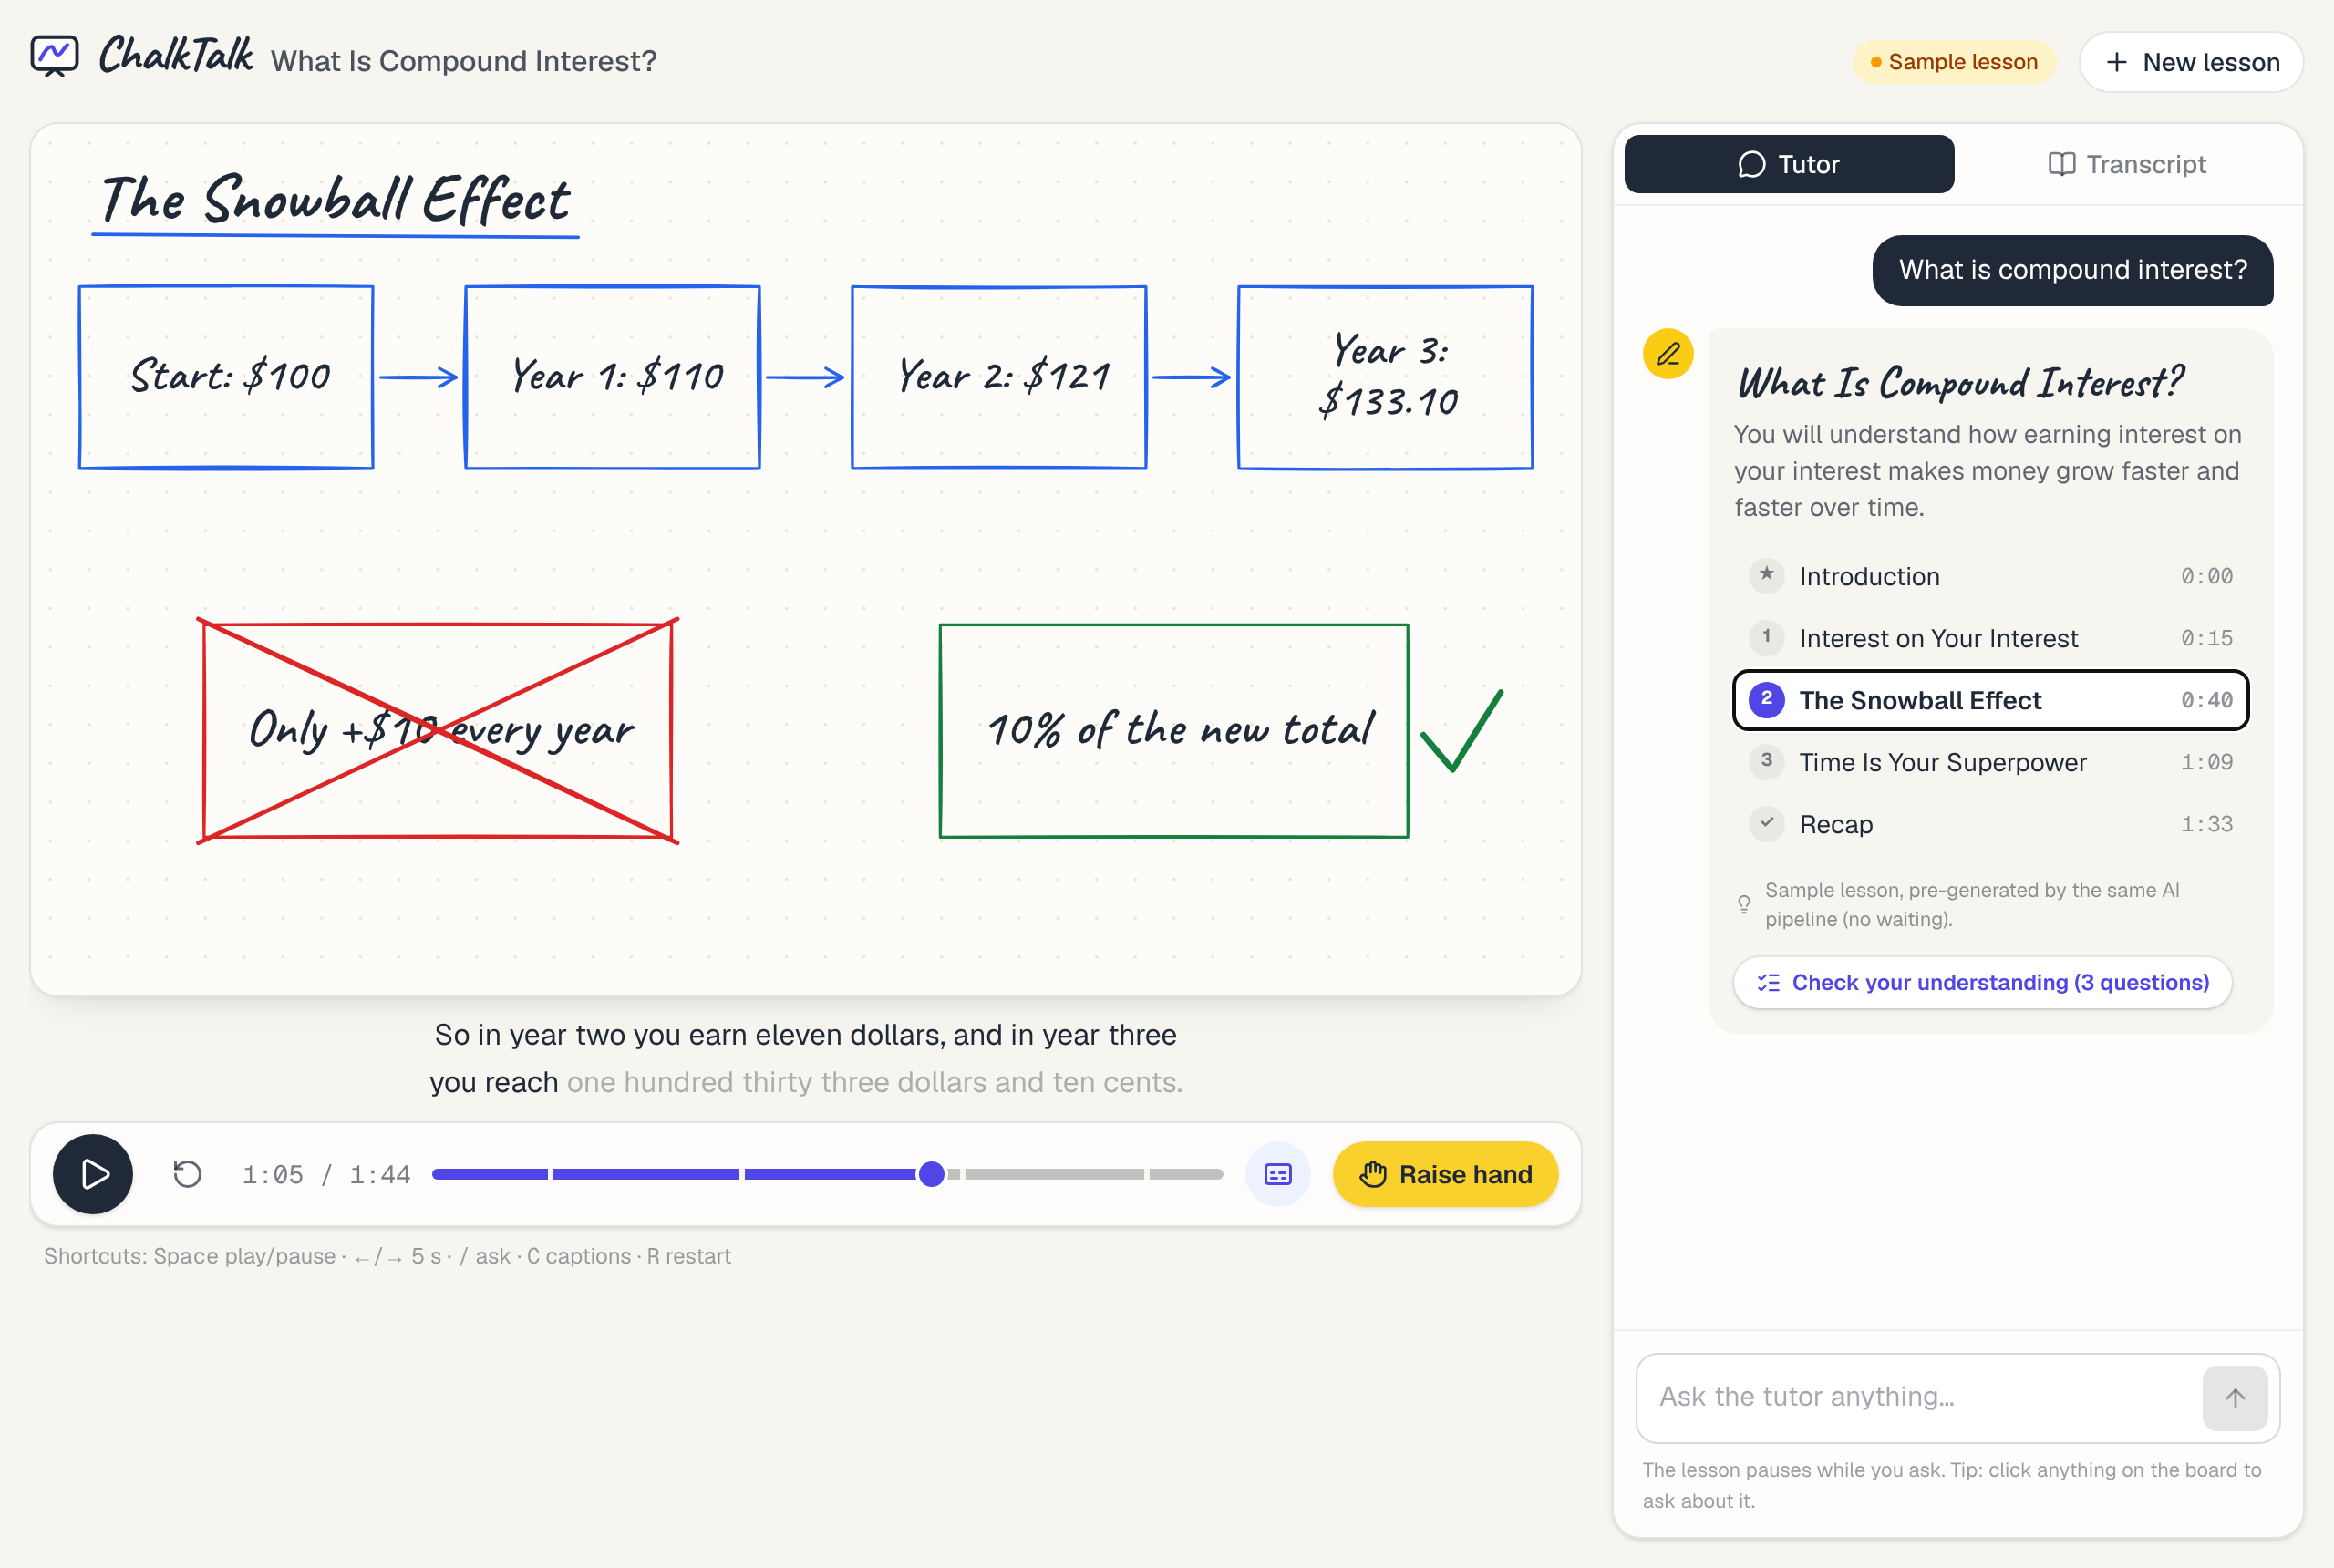 ChalkTalk What Is Compound Interest?
Sample lesson
+ New lesson
The Snowball Effect
Start: $100
Year 1: $110
Year 2: $121
Year 3:
$133.10
Only +$10 every year
10% of the new total
So in year two you earn eleven dollars, and in year three
you reach one hundred thirty three dollars and ten cents.
1:05 / 1:44
Raise hand
Shortcuts: Space play/pause · ←/→ 5 s · / ask · C captions · R restart
Tutor
Transcript
What is compound interest?
What Is Compound Interest?
You will understand how earning interest on
your interest makes money grow faster and
faster over time.
★ Introduction 0:00
1 Interest on Your Interest 0:15
2 The Snowball Effect 0:40
3 Time Is Your Superpower 1:09
✓ Recap 1:33
Sample lesson, pre-generated by the same AI
pipeline (no waiting).
Check your understanding (3 questions)
Ask the tutor anything...
The lesson pauses while you ask. Tip: click anything on the board to
ask about it.